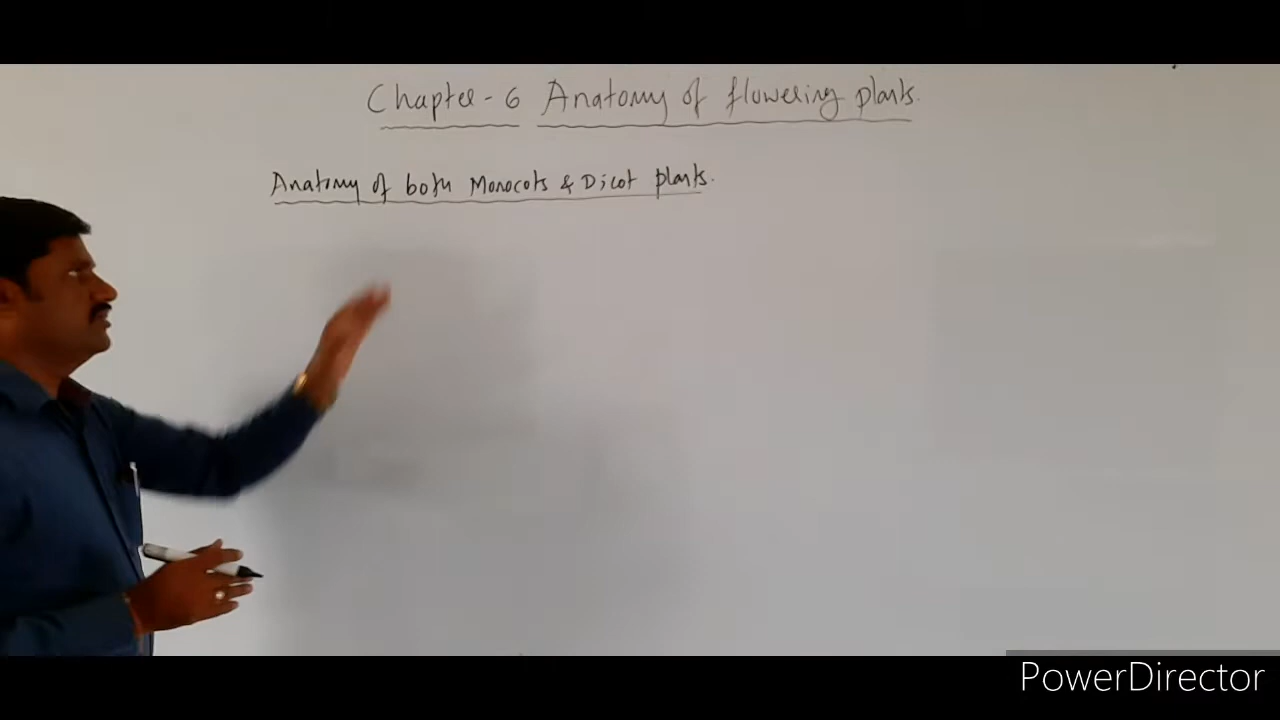 Chapter - 6 Anatomy of flowering plants.
Anatomy of both Monocots & Dicot plants.
PowerDirector